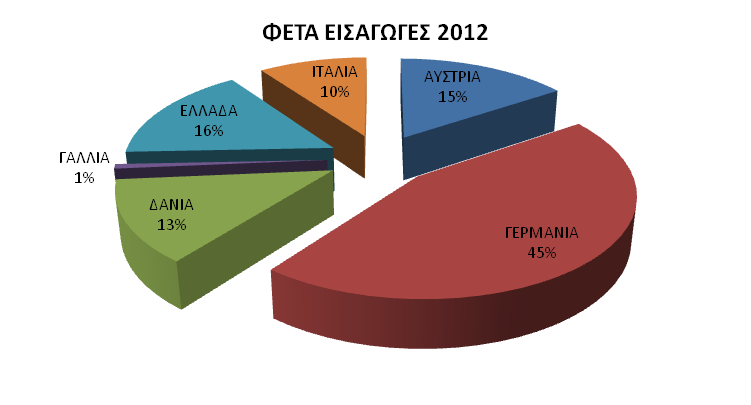 ΦΕΤΑ ΕΙΣΑΓΩΓΕΣ 2012
ΑΥΣΤΡΙΑ
15%
ΓΕΡΜΑΝΙΑ
45%
ΔΑΝΙΑ
13%
ΓΑΛΛΙΑ
1%
ΕΛΛΑΔΑ
16%
ΙΤΑΛΙΑ
10%